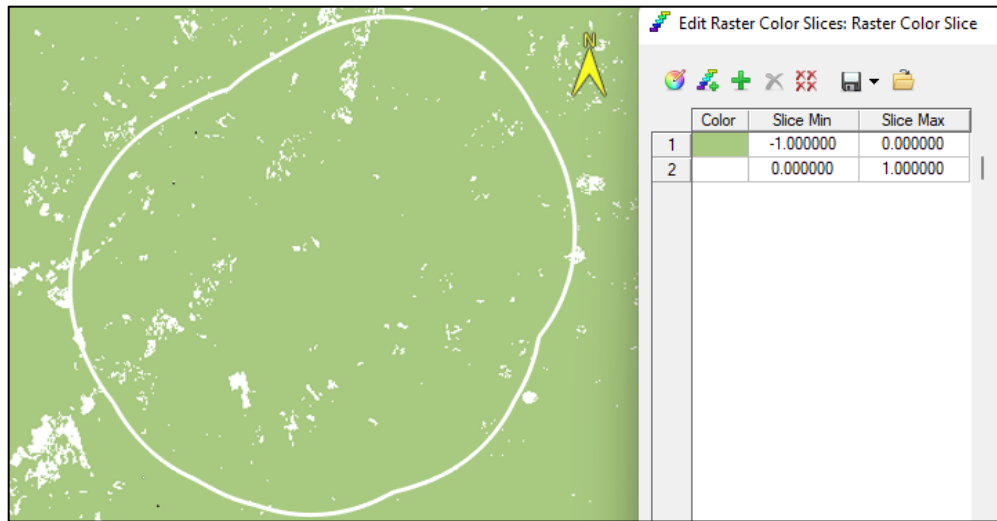 N
Edit Raster Color Slices: Raster Color Slice
Color Slice Min Slice Max
1 -1.000000 0.000000
2 0.000000 1.000000